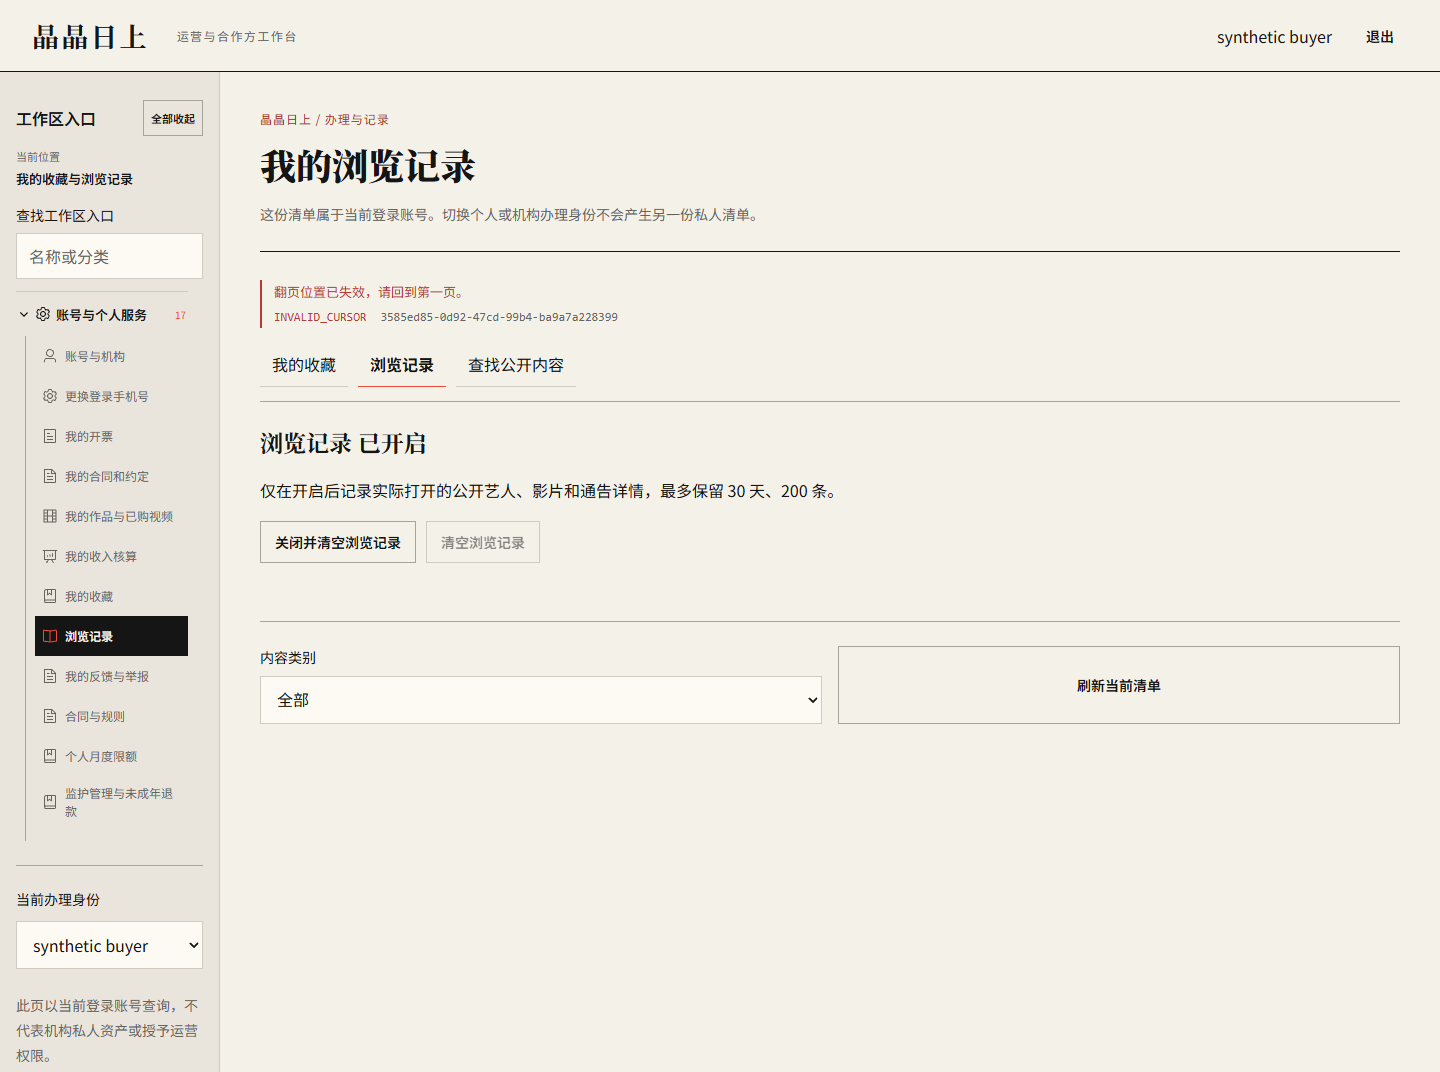 晶晶日上
运营与合作方工作台
synthetic buyer
退出
工作区入口
全部收起
当前位置
我的收藏与浏览记录
查找工作区入口
名称或分类
账号与个人服务
17
账号与机构
更换登录手机号
我的开票
我的合同和约定
我的作品与已购视频
我的收入核算
我的收藏
浏览记录
我的反馈与举报
合同与规则
个人月度限额
监护管理与未成年退
款
当前办理身份
synthetic buyer
此页以当前登录账号查询，不
代表机构私人资产或授予运营
权限。
晶晶日上 / 办理与记录
我的浏览记录
这份清单属于当前登录账号。切换个人或机构办理身份不会产生另一份私人清单。
翻页位置已失效，请回到第一页。
INVALID_CURSOR 3585ed85-0d92-47cd-99b4-ba9a7a228399
我的收藏
浏览记录
查找公开内容
浏览记录 已开启
仅在开启后记录实际打开的公开艺人、影片和通告详情，最多保留 30 天、200 条。
关闭并清空浏览记录
清空浏览记录
内容类别
全部
刷新当前清单